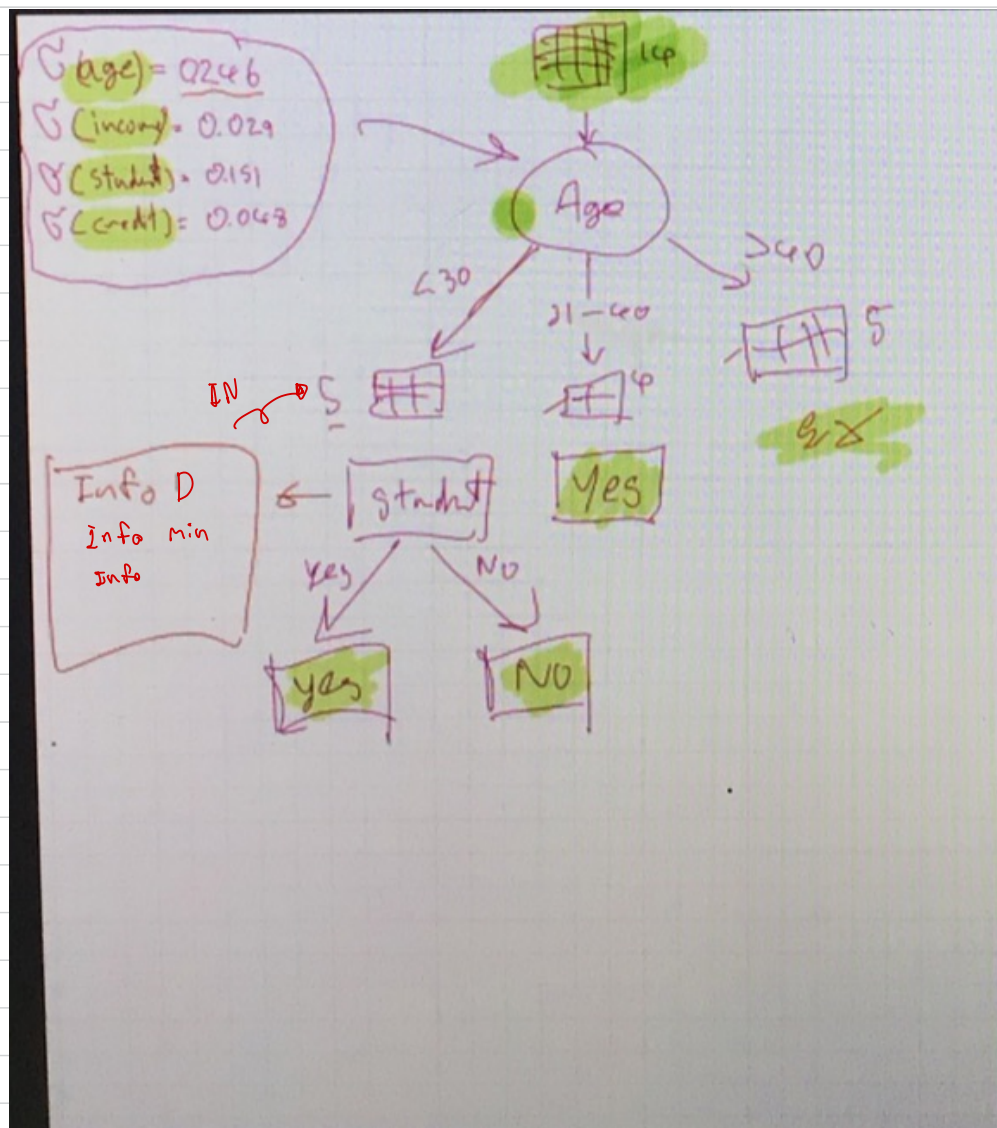 G(age) = 0.246
G(income) = 0.029
G(student) = 0.151
G(credit) = 0.048
14
Age
<30
31-40
>40
IN
5
4
5
Ex
Info D
Info min
Info
student
Yes
Yes
No
yes
NO